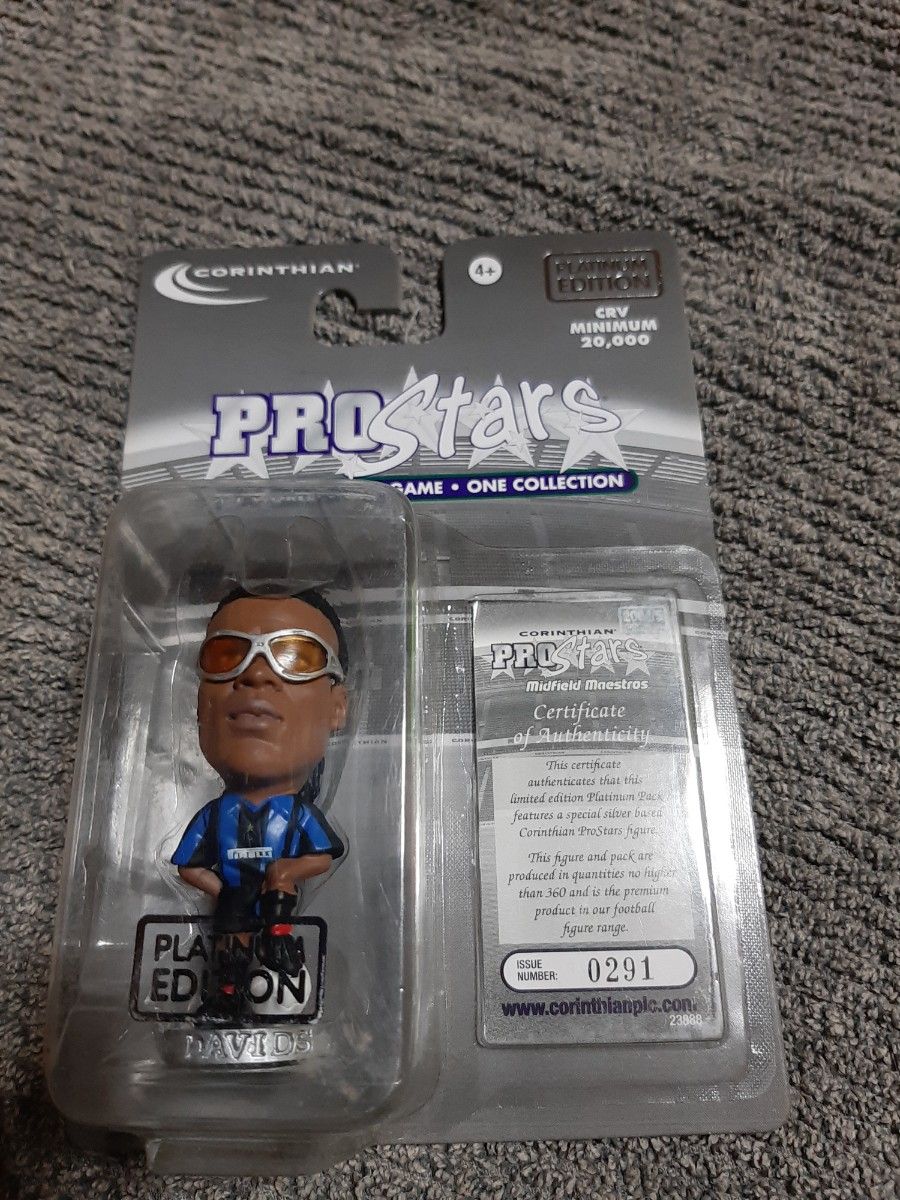 CORINTHIAN
4+
PLATINUM
EDITION
CRV
MINIMUM
20,000
PROStars
GAME • ONE COLLECTION
CORINTHIAN
PROStars
Midfield Maestros
Certificate
of Authenticity
This certificate
authenticates that this
limited edition Platinum Pack
features a special silver based
Corinthian ProStars figure.
This figure and pack are
produced in quantities no higher
than 360 and is the premium
product in our football
figure range.
ISSUE
NUMBER: 0291
www.corinthianplc.com
23888
PLATINUM
EDITION
DAVIDS